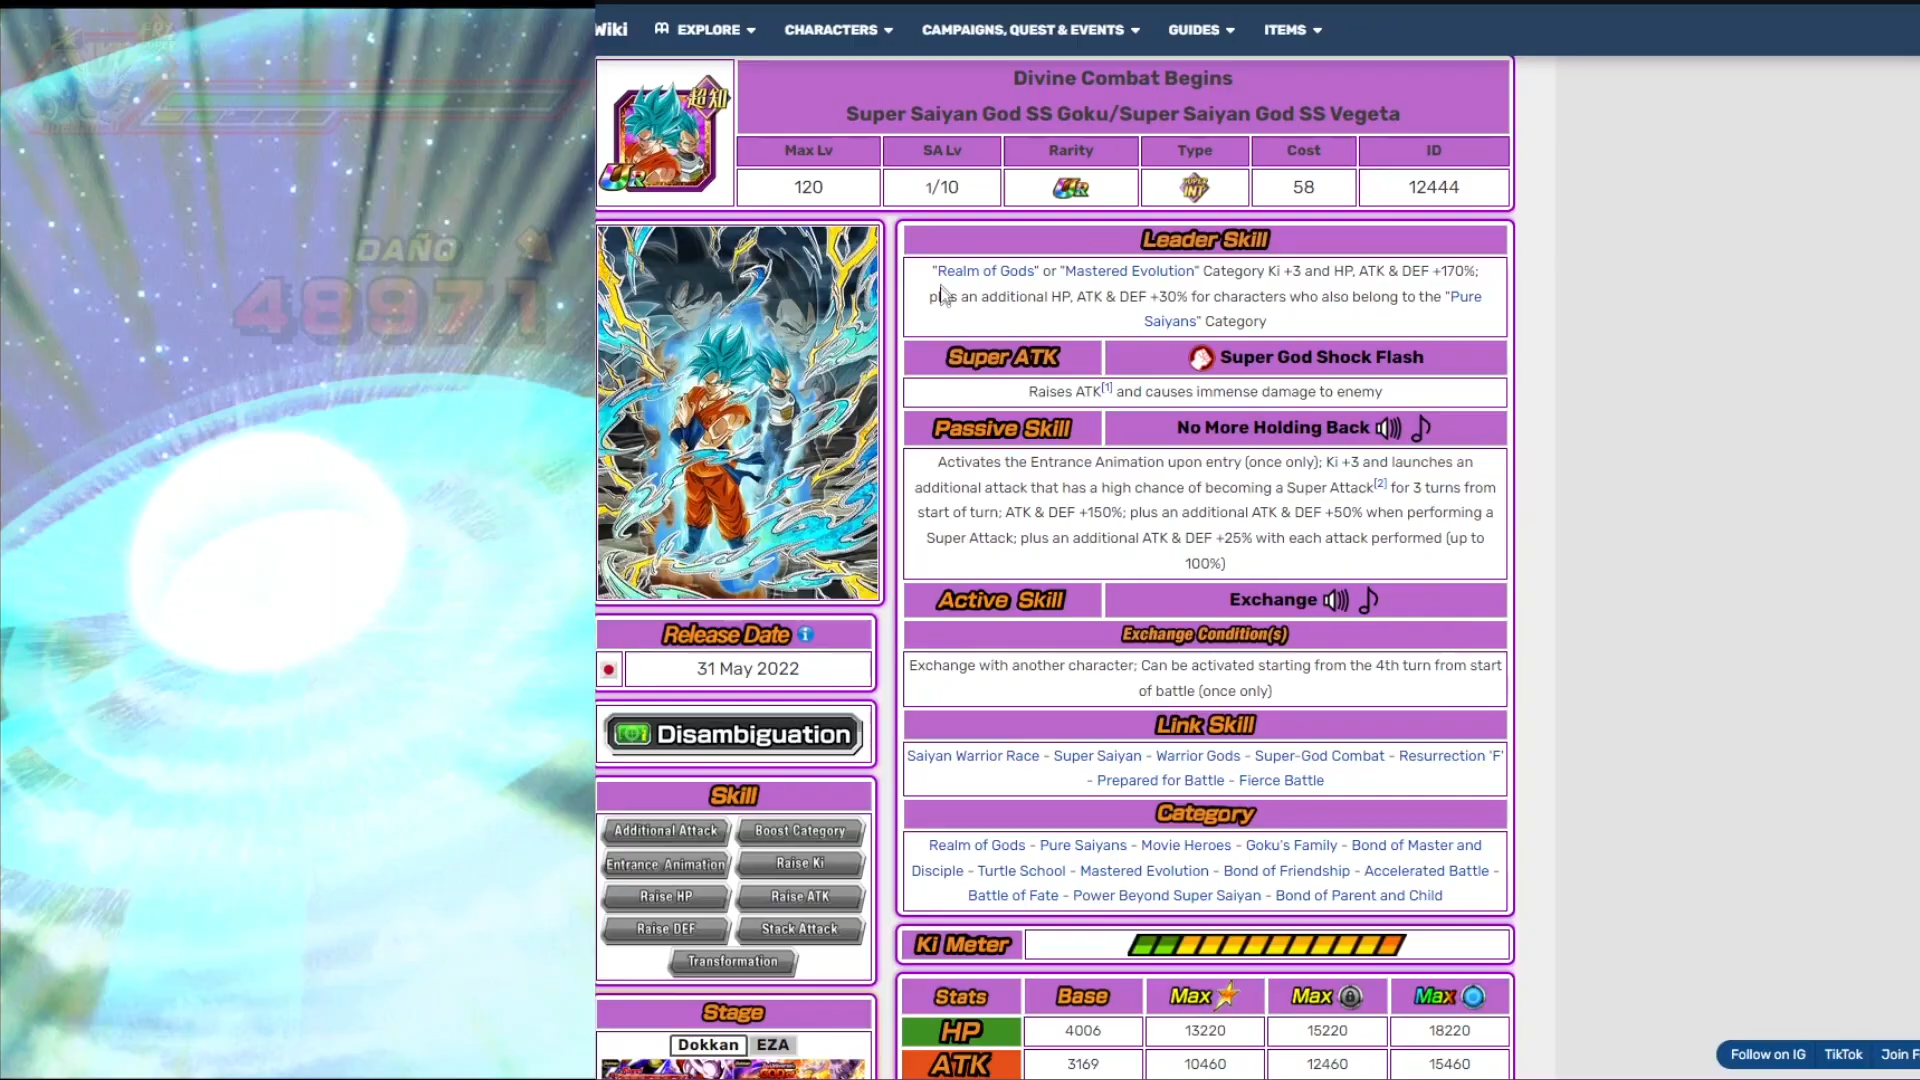 Wiki EXPLORE CHARACTERS CAMPAIGNS, QUEST & EVENTS GUIDES ITEMS
DAÑO
48971
超知
UR
Divine Combat Begins
Super Saiyan God SS Goku/Super Saiyan God SS Vegeta
Max Lv SA Lv Rarity Type Cost ID
120 1/10 UR SUPER INT 58 12444
Leader Skill
"Realm of Gods" or "Mastered Evolution" Category Ki +3 and HP, ATK & DEF +170%;
plus an additional HP, ATK & DEF +30% for characters who also belong to the "Pure
Saiyans" Category
Super ATK Super God Shock Flash
Raises ATK[1] and causes immense damage to enemy
Passive Skill No More Holding Back
Activates the Entrance Animation upon entry (once only); Ki +3 and launches an
additional attack that has a high chance of becoming a Super Attack[2] for 3 turns from
start of turn; ATK & DEF +150%; plus an additional ATK & DEF +50% when performing a
Super Attack; plus an additional ATK & DEF +25% with each attack performed (up to
100%)
Active Skill Exchange
Exchange Condition(s)
Exchange with another character; Can be activated starting from the 4th turn from start
of battle (once only)
Link Skill
Saiyan Warrior Race - Super Saiyan - Warrior Gods - Super-God Combat - Resurrection 'F'
- Prepared for Battle - Fierce Battle
Category
Realm of Gods - Pure Saiyans - Movie Heroes - Goku's Family - Bond of Master and
Disciple - Turtle School - Mastered Evolution - Bond of Friendship - Accelerated Battle -
Battle of Fate - Power Beyond Super Saiyan - Bond of Parent and Child
Ki Meter
Stats Base Max Max Max
HP 4006 13220 15220 18220
ATK 3169 10460 12460 15460
Release Date
31 May 2022
Disambiguation
Skill
Additional Attack Boost Category
Entrance Animation Raise Ki
Raise HP Raise ATK
Raise DEF Stack Attack
Transformation
Stage
Dokkan EZA
Follow on IG TikTok Join F